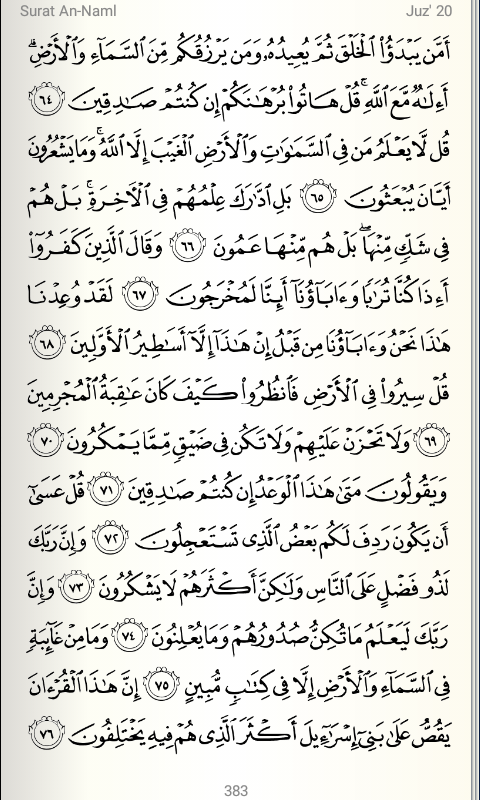 Surat An-Naml Juz' 20
أَمَّن يَبْدَؤُا۟ ٱلْخَلْقَ ثُمَّ يُعِيدُهُۥ وَمَن يَرْزُقُكُم مِّنَ ٱلسَّمَآءِ وَٱلْأَرْضِ ۗ
أَءِلَـٰهٌ مَّعَ ٱللَّهِ ۚ قُلْ هَاتُوا۟ بُرْهَـٰنَكُمْ إِن كُنتُمْ صَـٰدِقِينَ ٦٤
قُل لَّا يَعْلَمُ مَن فِى ٱلسَّمَـٰوَٰتِ وَٱلْأَرْضِ ٱلْغَيْبَ إِلَّا ٱللَّهُ ۚ وَمَا يَشْعُرُونَ
أَيَّانَ يُبْعَثُونَ ٦٥ بَلِ ٱدَّٰرَكَ عِلْمُهُمْ فِى ٱلْـَٔاخِرَةِ ۚ بَلْ هُمْ
فِى شَكٍّ مِّنْهَا ۖ بَلْ هُم مِّنْهَا عَمُونَ ٦٦ وَقَالَ ٱلَّذِينَ كَفَرُوٓا۟
أَءِذَا كُنَّا تُرَٰبًا وَءَابَآؤُنَآ أَئِنَّا لَمُخْرَجُونَ ٦٧ لَقَدْ وُعِدْنَا
هَـٰذَا نَحْنُ وَءَابَآؤُنَا مِن قَبْلُ إِنْ هَـٰذَآ إِلَّآ أَسَـٰطِيرُ ٱلْأَوَّلِينَ ٦٨
قُلْ سِيرُوا۟ فِى ٱلْأَرْضِ فَٱنظُرُوا۟ كَيْفَ كَانَ عَـٰقِبَةُ ٱلْمُجْرِمِينَ
٦٩ وَلَا تَحْزَنْ عَلَيْهِمْ وَلَا تَكُن فِى ضَيْقٍ مِّمَّا يَمْكُرُونَ ٧٠
وَيَقُولُونَ مَتَىٰ هَـٰذَا ٱلْوَعْدُ إِن كُنتُمْ صَـٰدِقِينَ ٧١ قُلْ عَسَىٰٓ
أَن يَكُونَ رَدِفَ لَكُم بَعْضُ ٱلَّذِى تَسْتَعْجِلُونَ ٧٢ وَإِنَّ رَبَّكَ
لَذُو فَضْلٍ عَلَى ٱلنَّاسِ وَلَـٰكِنَّ أَكْثَرَهُمْ لَا يَشْكُرُونَ ٧٣ وَإِنَّ
رَبَّكَ لَيَعْلَمُ مَا تُكِنُّ صُدُورُهُمْ وَمَا يُعْلِنُونَ ٧٤ وَمَا مِنْ غَآئِبَةٍ
فِى ٱلسَّمَآءِ وَٱلْأَرْضِ إِلَّا فِى كِتَـٰبٍ مُّبِينٍ ٧٥ إِنَّ هَـٰذَا ٱلْقُرْءَانَ
يَقُصُّ عَلَىٰ بَنِىٓ إِسْرَٰٓءِيلَ أَكْثَرَ ٱلَّذِى هُمْ فِيهِ يَخْتَلِفُونَ ٧٦
383